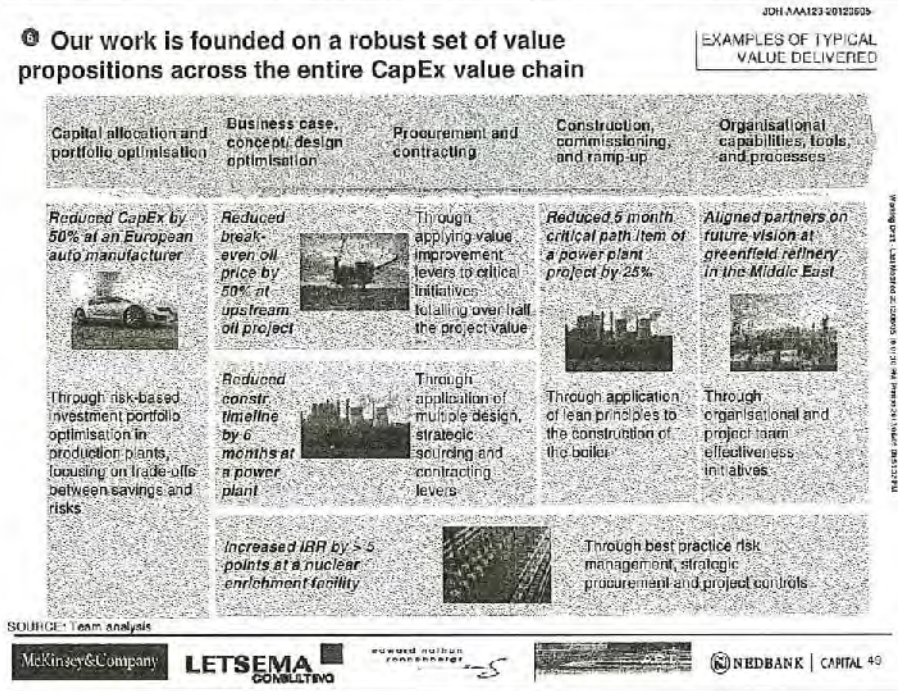 JDH-AAA123-20120605-
6 Our work is founded on a robust set of value
propositions across the entire CapEx value chain
EXAMPLES OF TYPICAL
VALUE DELIVERED
Capital allocation and
portfolio optimisation
Business case,
concept/ design
optimisation
Procurement and
contracting
Construction,
commissioning,
and ramp-up
Organisational
capabilities, tools,
and processes
Reduced CapEx by
50% at an European
auto manufacturer
Through risk-based
investment portfolio
optimisation in
production plants,
focusing on trade-offs
between savings and
risks
Reduced
break-
even oil
price by
50% at
upstream
oil project
Through
applying value
improvement
levers to critical
initiatives
totalling over half
the project value
Reduced
constr.
timeline
by 6
months at
a power
plant
Through
application of
multiple design,
strategic
sourcing and
contracting
levers
Reduced 5 month
critical path item of
a power plant
project by 25%
Through application
of lean principles to
the construction of
the boiler
Aligned partners on
future vision at
greenfield refinery
in the Middle East
Through
organisational and
project team
effectiveness
initiatives
Increased IRR by > 5
points at a nuclear
enrichment facility
Through best practice risk
management, strategic
procurement and project controls
Working Draft - Last Modified
SOURCE: Team analysis
McKinsey&Company
LETSEMA
CONSULTING
edward nathan
sonnenbergs
NEDBANK | CAPITAL 49